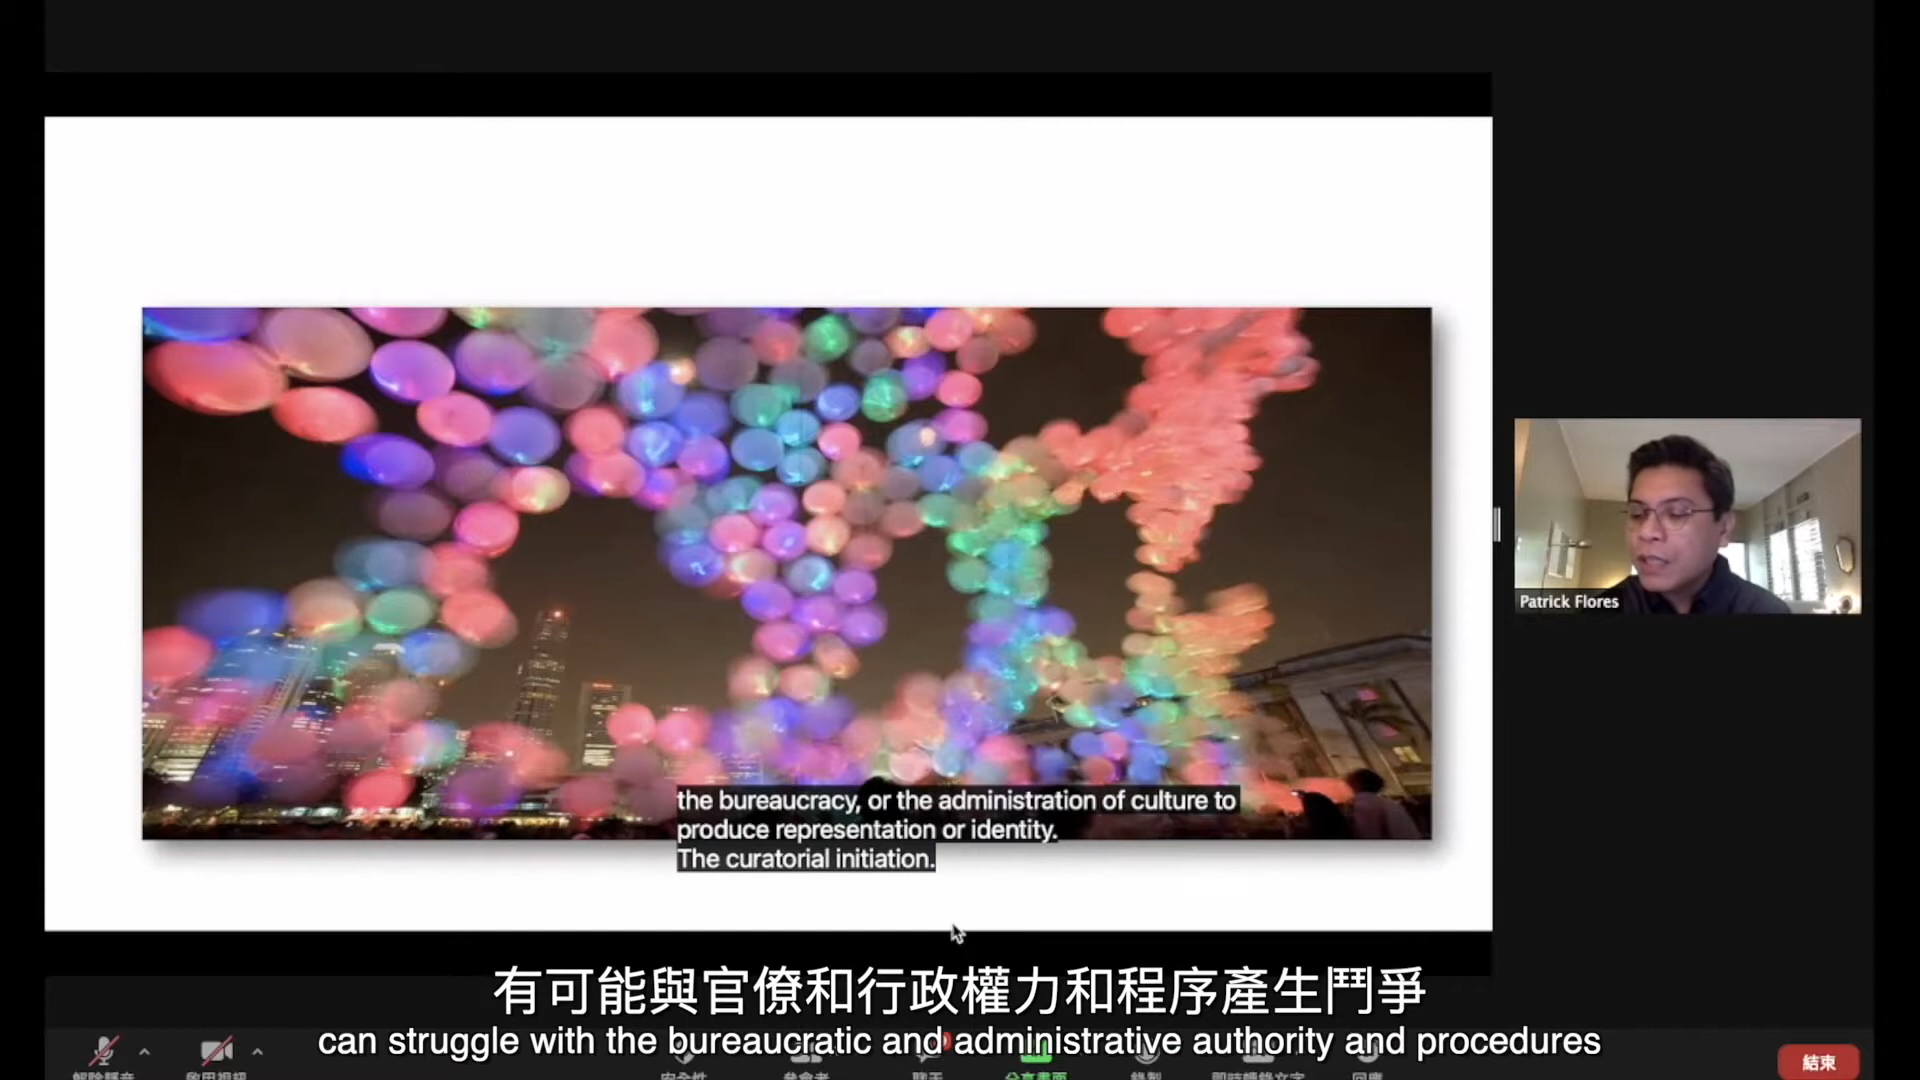 Patrick Flores
the bureaucracy, or the administration of culture to
produce representation or identity.
The curatorial initiation.
有可能與官僚和行政權力和程序產生鬥爭
can struggle with the bureaucratic and administrative authority and procedures
結束